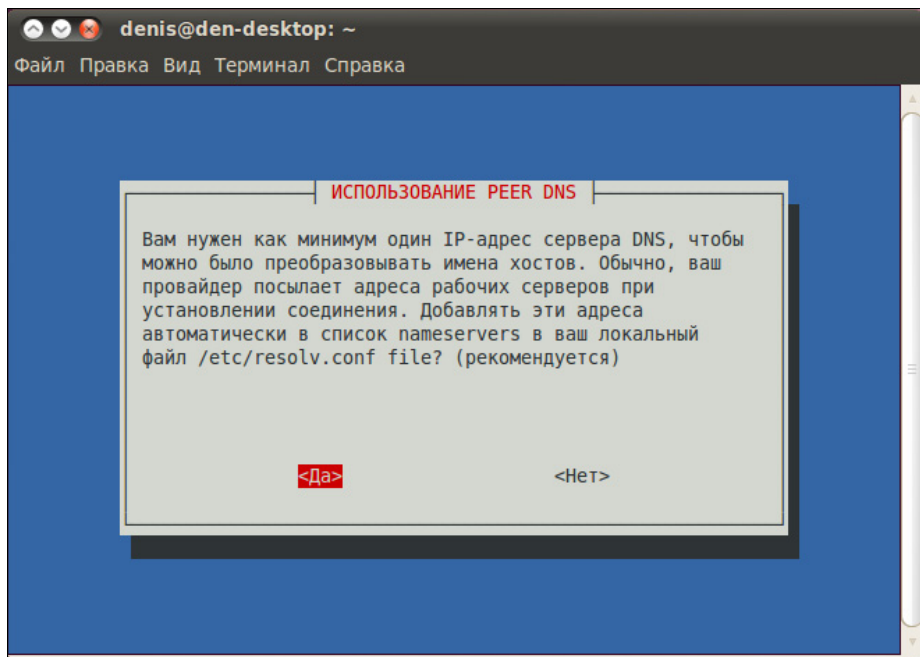 denis@den-desktop: ~
Файл Правка Вид Терминал Справка
ИСПОЛЬЗОВАНИЕ PEER DNS
Вам нужен как минимум один IP-адрес сервера DNS, чтобы
можно было преобразовывать имена хостов. Обычно, ваш
провайдер посылает адреса рабочих серверов при
установлении соединения. Добавлять эти адреса
автоматически в список nameservers в ваш локальный
файл /etc/resolv.conf file? (рекомендуется)
<Да> <Нет>